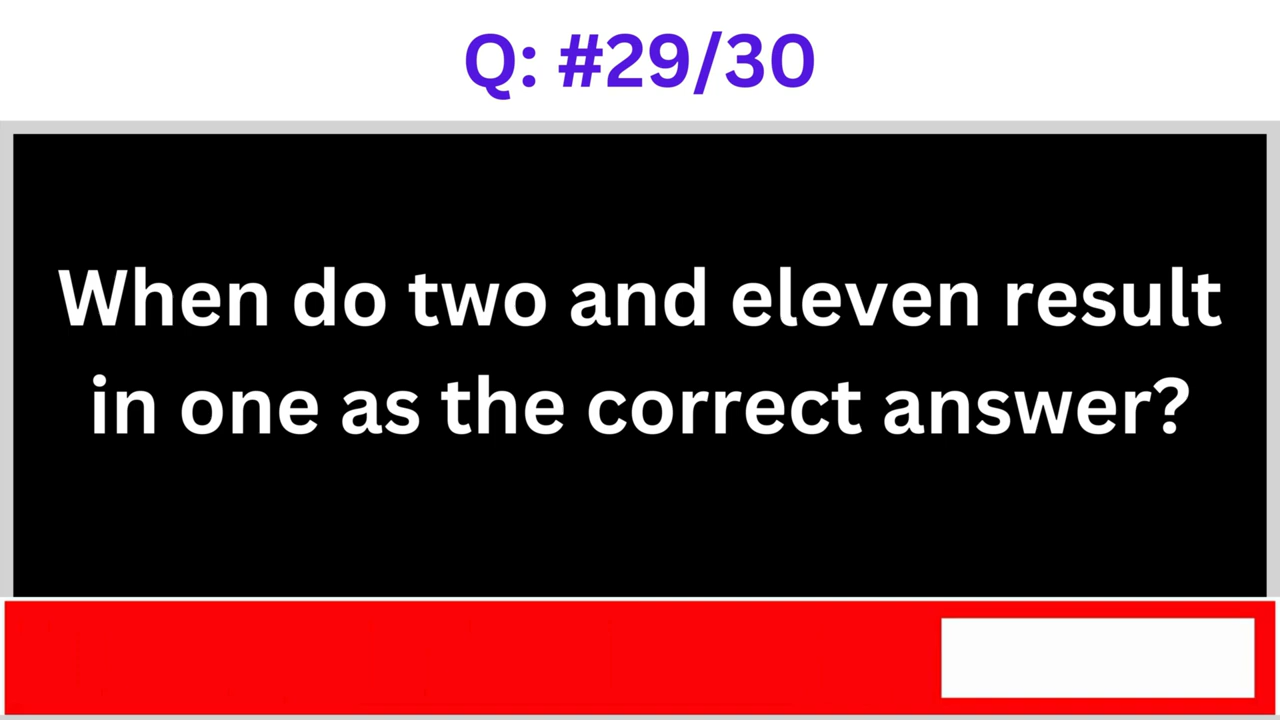 Q: #29/30
When do two and eleven result
in one as the correct answer?